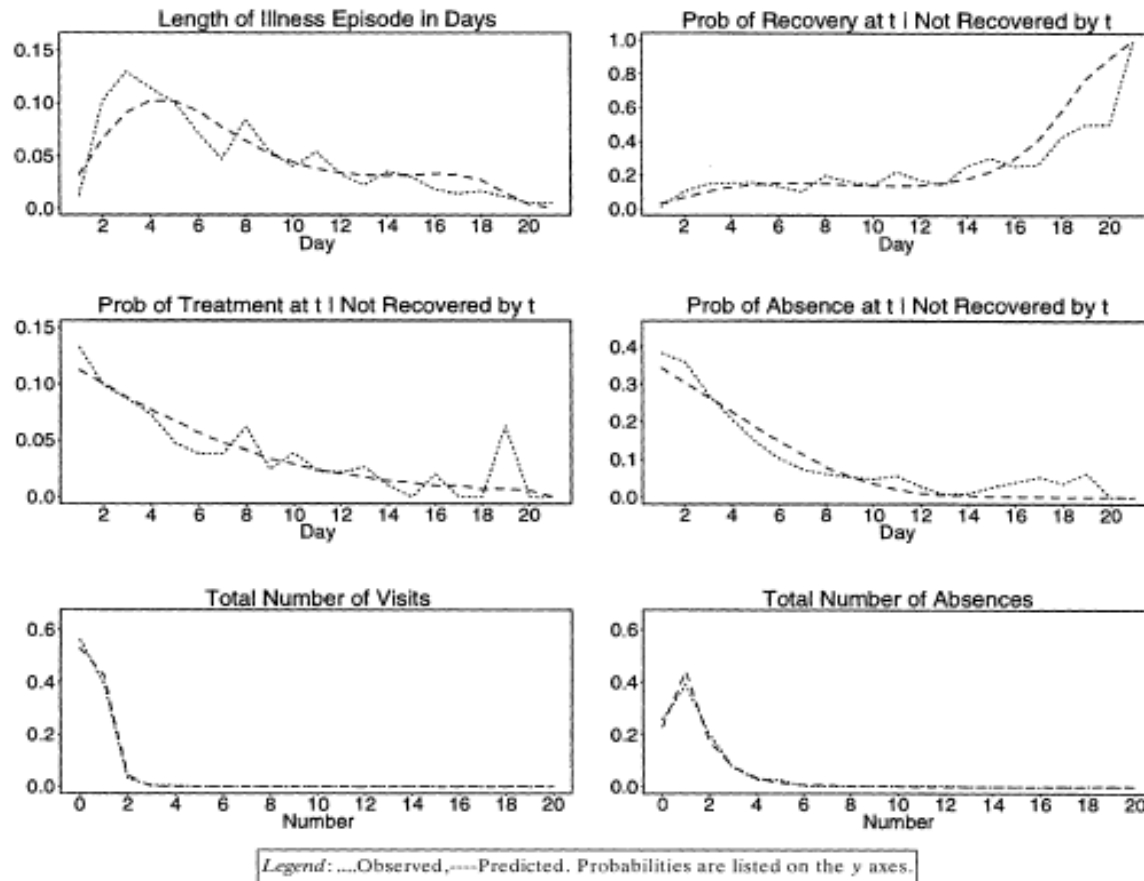 Length of Illness Episode in Days
0.15
0.10
0.05
0.0
2 4 6 8 10 12 14 16 18 20
Day
Prob of Recovery at t I Not Recovered by t
1.0
0.8
0.6
0.4
0.2
0.0
2 4 6 8 10 12 14 16 18 20
Day
Prob of Treatment at t I Not Recovered by t
0.15
0.10
0.05
0.0
2 4 6 8 10 12 14 16 18 20
Day
Prob of Absence at t I Not Recovered by t
0.4
0.3
0.2
0.1
0.0
2 4 6 8 10 12 14 16 18 20
Day
Total Number of Visits
0.6
0.4
0.2
0.0
0 2 4 6 8 10 12 14 16 18 20
Number
Total Number of Absences
0.6
0.4
0.2
0.0
0 2 4 6 8 10 12 14 16 18 20
Number
Legend: ....Observed,----Predicted. Probabilities are listed on the y axes.